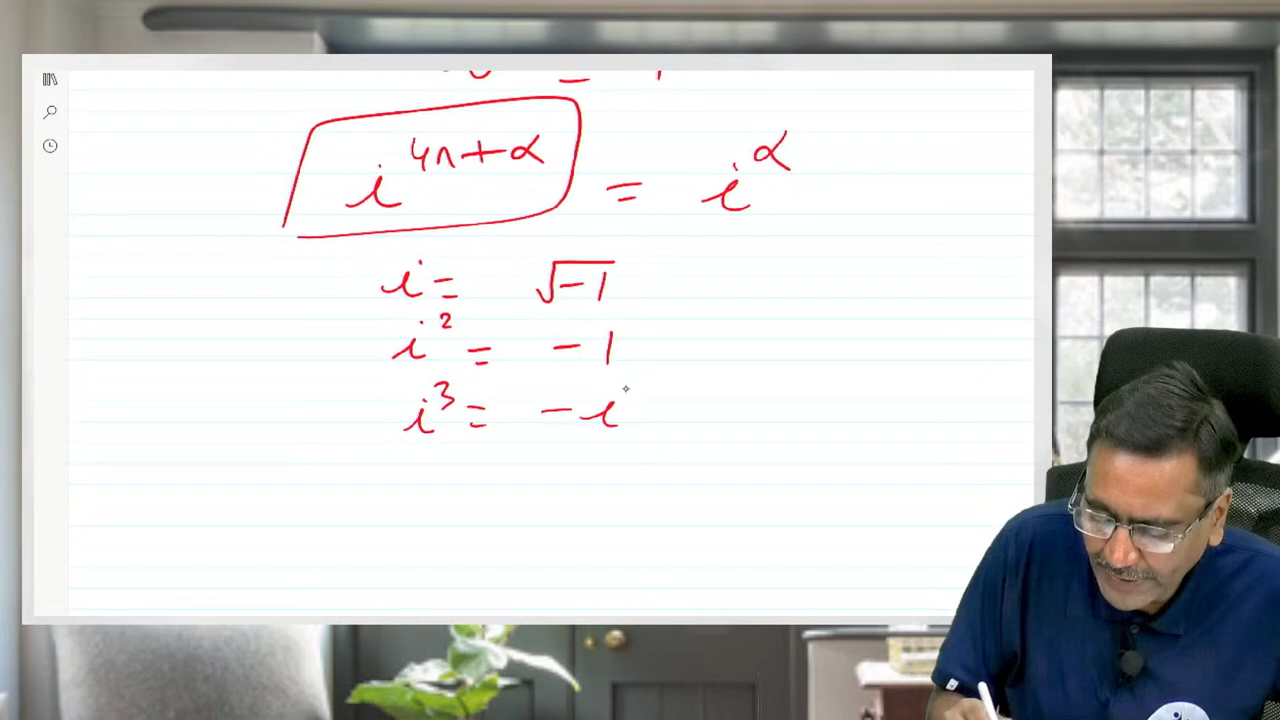 i^{4n+α} = i^α
i = √-1
i² = -1
i³ = -i